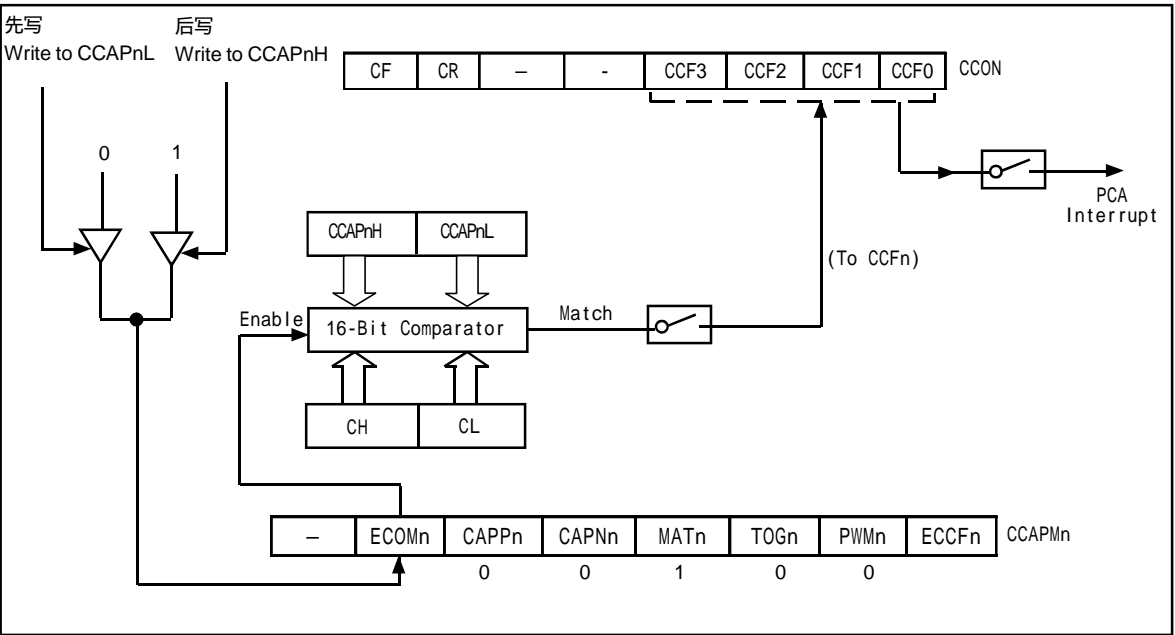 先写 后写
Write to CCAPnL Write to CCAPnH
CF CR – - CCF3 CCF2 CCF1 CCF0 CCON
0 1
PCA
Interrupt
CCAPnH CCAPnL
(To CCFn)
Enable 16-Bit Comparator Match
CH CL
– ECOMn CAPPn CAPNn MATn TOGn PWMn ECCFn CCAPMn
0 0 1 0 0